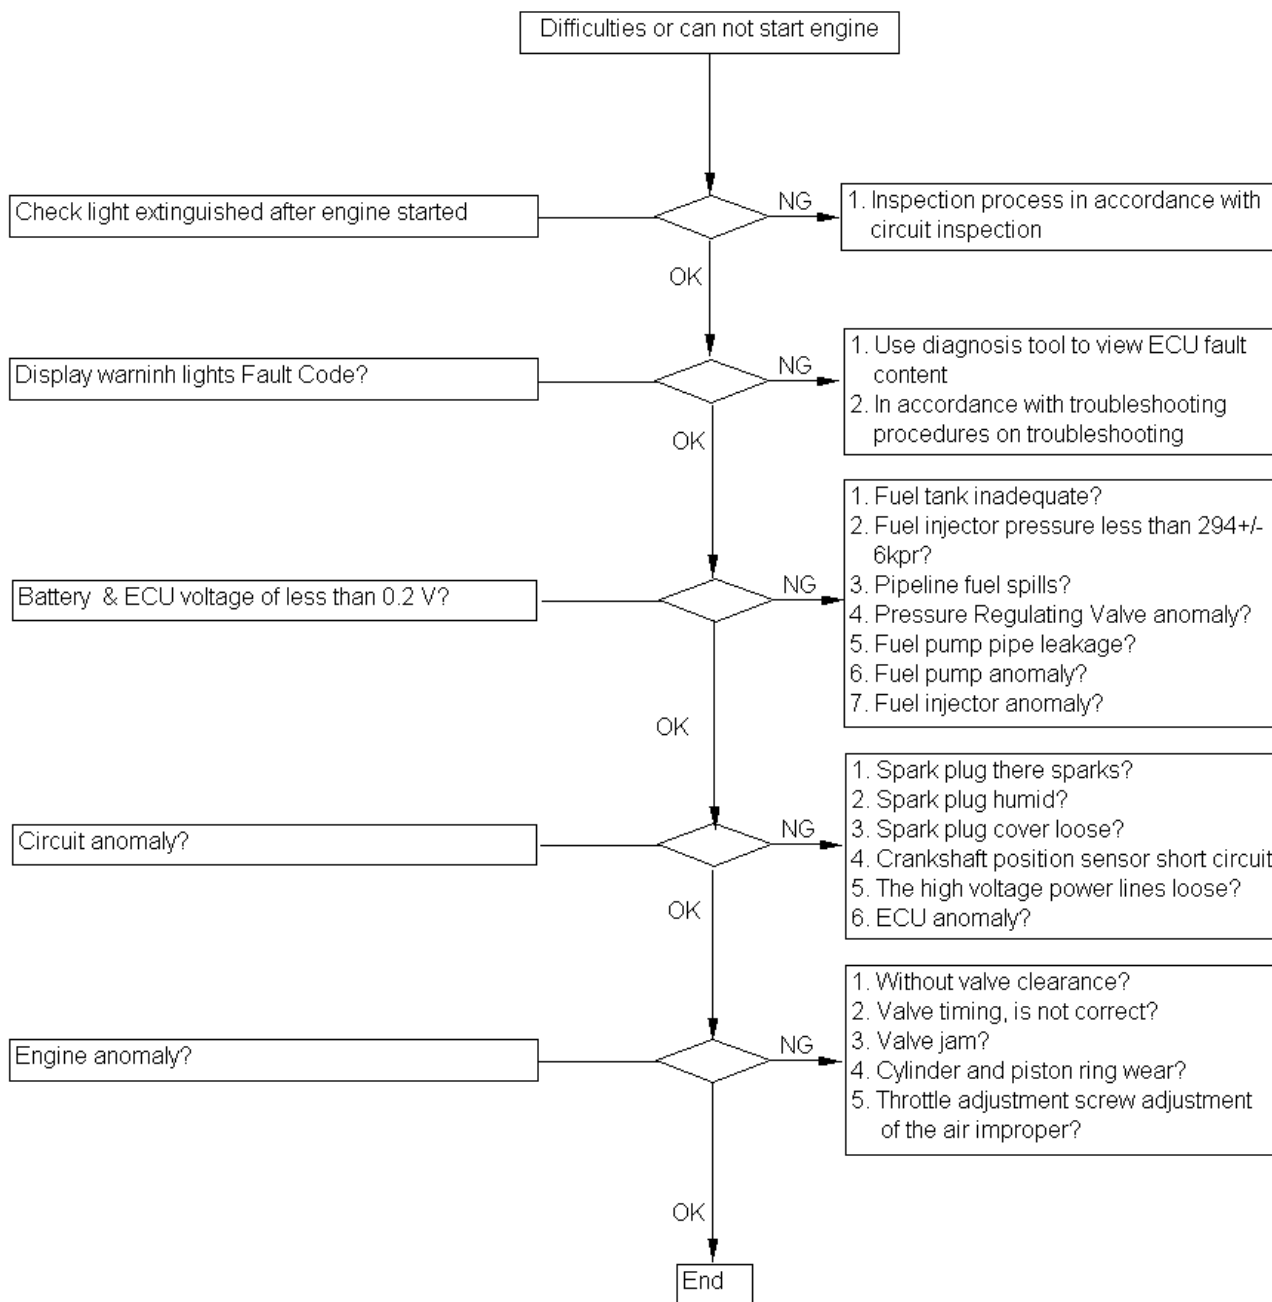 Difficulties or can not start engine
Check light extinguished after engine started
NG
1. Inspection process in accordance with
circuit inspection
OK
Display warninh lights Fault Code?
NG
1. Use diagnosis tool to view ECU fault
content
2. In accordance with troubleshooting
procedures on troubleshooting
OK
Battery & ECU voltage of less than 0.2 V?
NG
1. Fuel tank inadequate?
2. Fuel injector pressure less than 294+/-
6kpr?
3. Pipeline fuel spills?
4. Pressure Regulating Valve anomaly?
5. Fuel pump pipe leakage?
6. Fuel pump anomaly?
7. Fuel injector anomaly?
OK
Circuit anomaly?
NG
1. Spark plug there sparks?
2. Spark plug humid?
3. Spark plug cover loose?
4. Crankshaft position sensor short circuit
5. The high voltage power lines loose?
6. ECU anomaly?
OK
Engine anomaly?
NG
1. Without valve clearance?
2. Valve timing, is not correct?
3. Valve jam?
4. Cylinder and piston ring wear?
5. Throttle adjustment screw adjustment
of the air improper?
OK
End